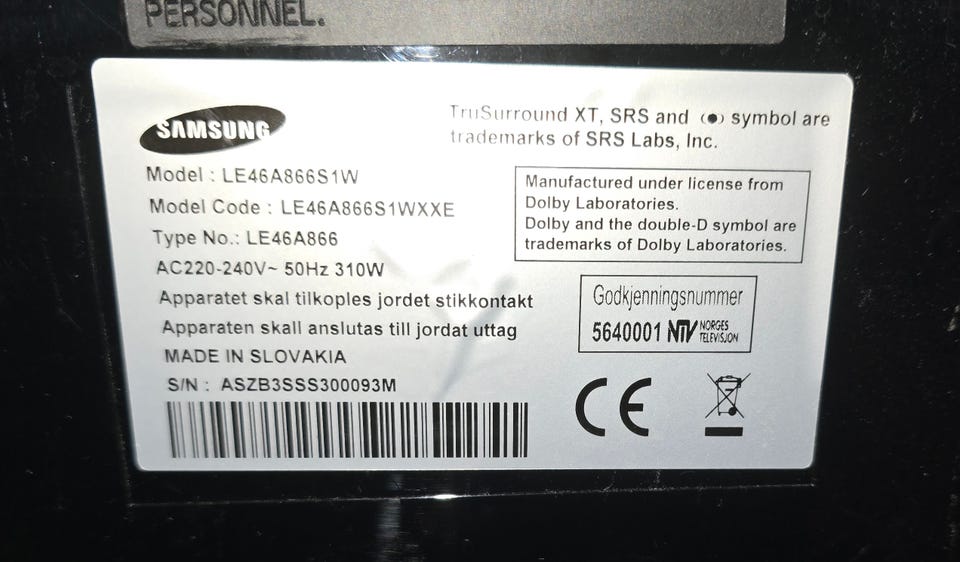 PERSONNEL.
SAMSUNG
Model : LE46A866S1W
Model Code : LE46A866S1WXXE
Type No.: LE46A866
AC220-240V~ 50Hz 310W
Apparatet skal tilkoples jordet stikkontakt
Apparaten skall anslutas till jordat uttag
MADE IN SLOVAKIA
S/N : ASZB3SSS300093M
TruSurround XT, SRS and (●) symbol are
trademarks of SRS Labs, Inc.
Manufactured under license from
Dolby Laboratories.
Dolby and the double-D symbol are
trademarks of Dolby Laboratories.
Godkjenningsnummer
5640001 NTV NORGES
TELEVISJON
CE